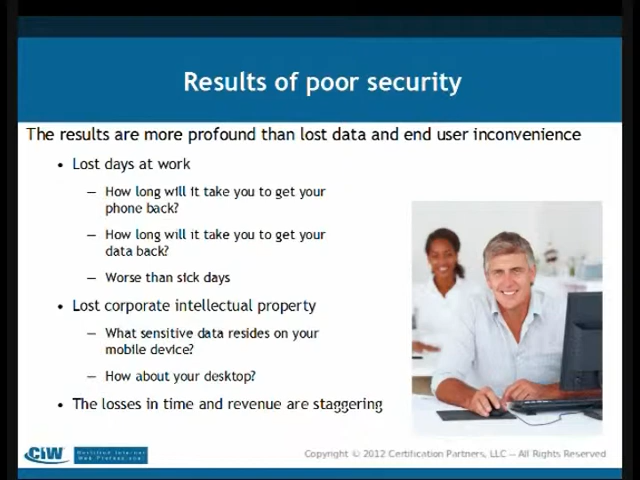 Results of poor security
The results are more profound than lost data and end user inconvenience
• Lost days at work
– How long will it take you to get your
phone back?
– How long will it take you to get your
data back?
– Worse than sick days
• Lost corporate intellectual property
– What sensitive data resides on your
mobile device?
– How about your desktop?
• The losses in time and revenue are staggering
CIW Certified Internet
Web Professional
Copyright © 2012 Certification Partners, LLC – All Rights Reserved